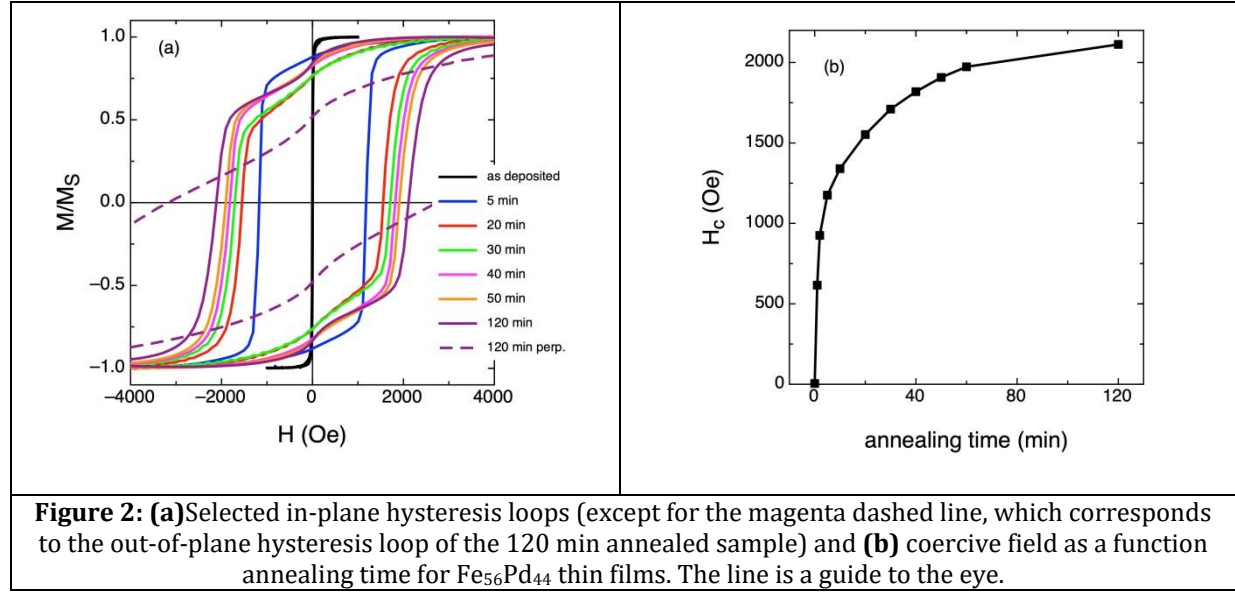 (a)
1.0
0.5
0.0
−0.5
−1.0
M/M_S
as deposited
5 min
20 min
30 min
40 min
50 min
120 min
120 min perp.
−4000 −2000 0 2000 4000
H (Oe)
(b)
2000
1500
1000
500
0
H_c (Oe)
0 40 80 120
annealing time (min)
Figure 2: (a)Selected in-plane hysteresis loops (except for the magenta dashed line, which corresponds
to the out-of-plane hysteresis loop of the 120 min annealed sample) and (b) coercive field as a function
annealing time for Fe₅₆Pd₄₄ thin films. The line is a guide to the eye.